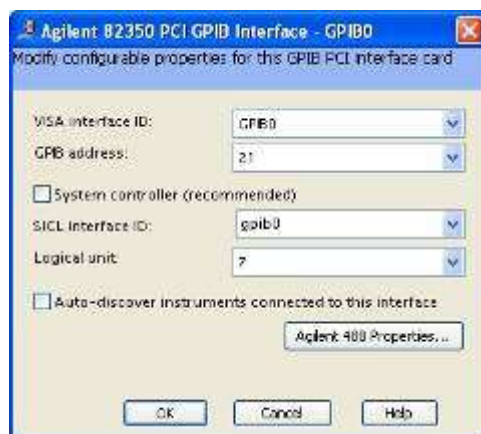 Agilent 82350 PCI GPIB Interface - GPIB0
Modify configurable properties for this GPIB PCI interface card
VISA interface ID:
GPIB0
GPIB address:
21
System controller (recommended)
SICL interface ID:
gpib0
Logical unit:
7
Auto-discover instruments connected to this interface
Agilent 488 Properties...
OK
Cancel
Help